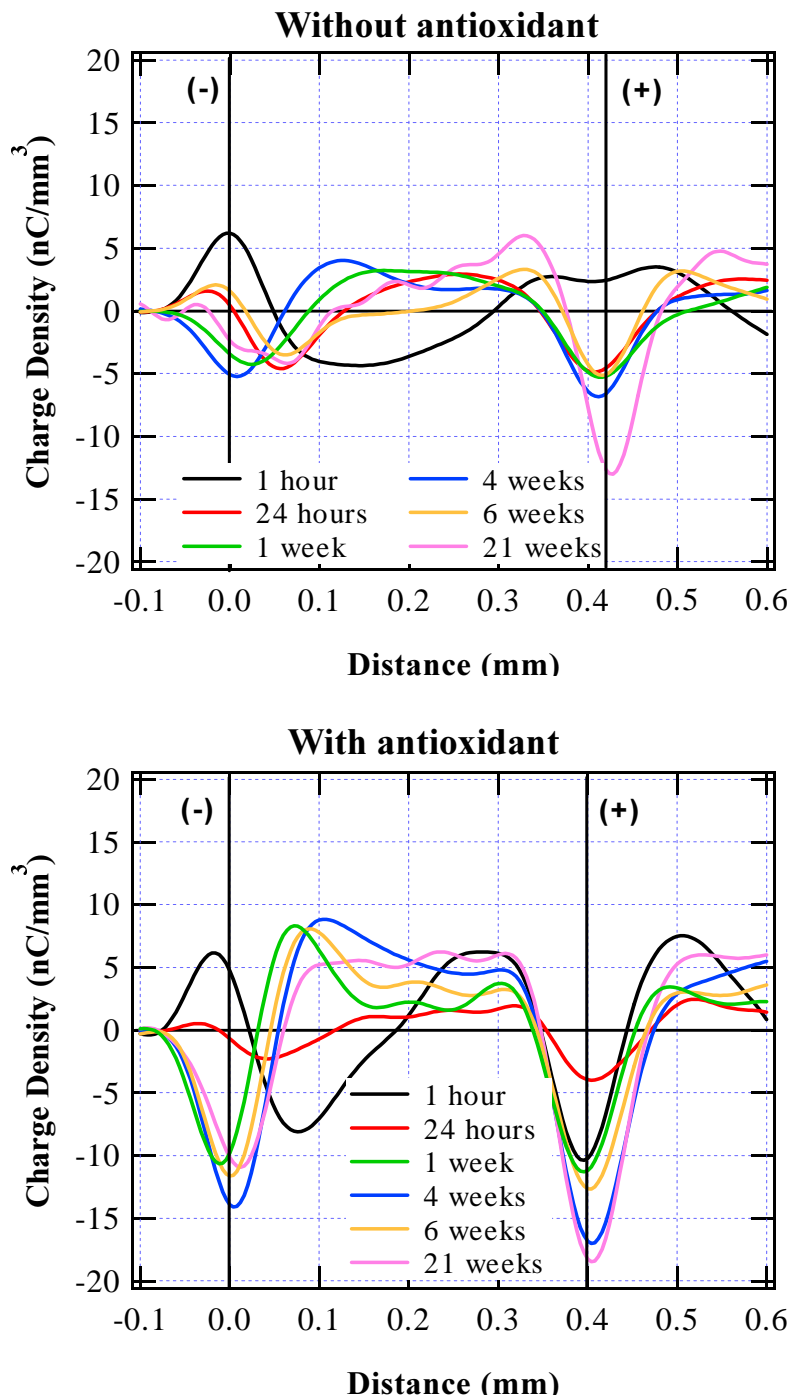 Without antioxidant
(-) (+)
Charge Density (nC/mm³)
20
15
10
5
0
-5
-10
-15
-20
1 hour 4 weeks
24 hours 6 weeks
1 week 21 weeks
-0.1 0.0 0.1 0.2 0.3 0.4 0.5 0.6
Distance (mm)
With antioxidant
(-) (+)
Charge Density (nC/mm³)
20
15
10
5
0
-5
-10
-15
-20
1 hour
24 hours
1 week
4 weeks
6 weeks
21 weeks
-0.1 0.0 0.1 0.2 0.3 0.4 0.5 0.6
Distance (mm)